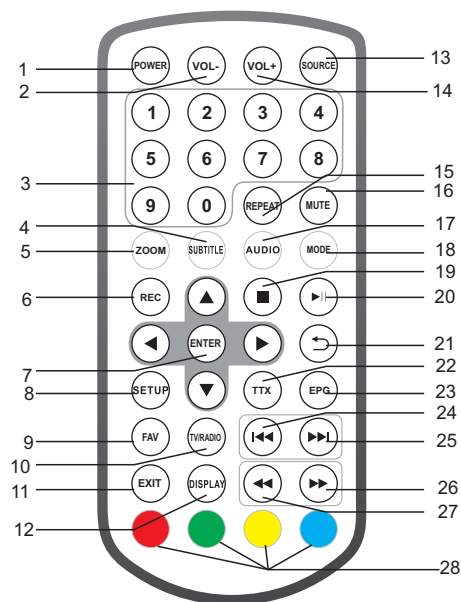 POWER VOL- VOL+ SOURCE 13
1
2 14
1 2 3 4
5 6 7 8
3 15
9 0 REPEAT MUTE 16
4 17
5 ZOOM SUBTITLE AUDIO MODE 18
19
6 REC 20
ENTER 21
7 22
8 SETUP TTX EPG 23
24
9 FAV TV/RADIO 25
10
11 EXIT DISPLAY 26
27
12
28